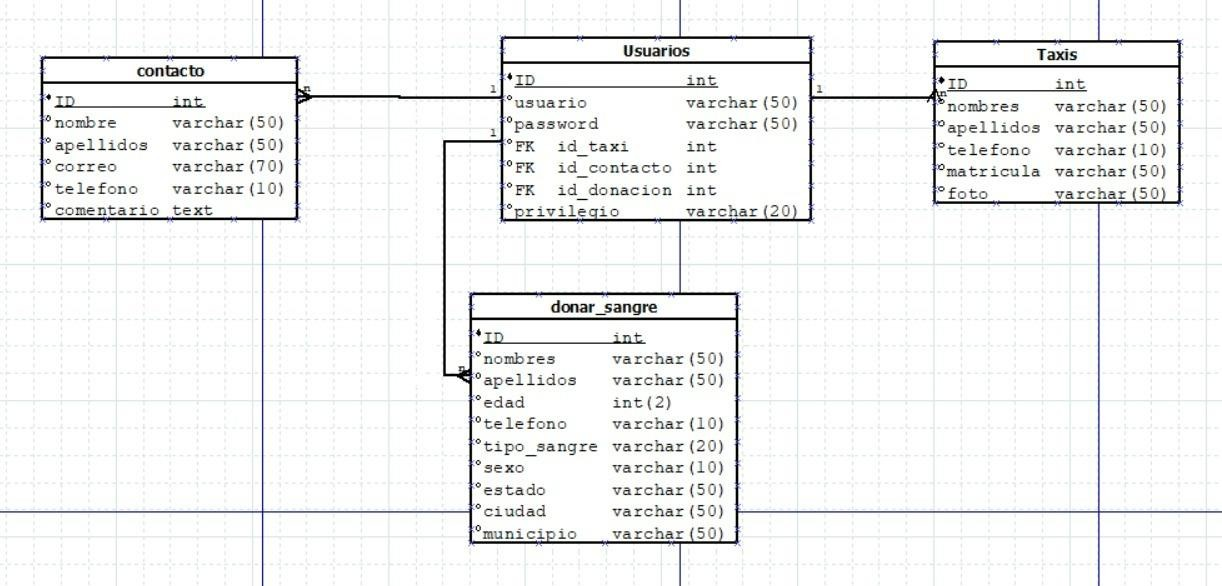 contacto
ID int
nombre varchar(50)
apellidos varchar(50)
correo varchar(70)
telefono varchar(10)
comentario text
n
1
1
Usuarios
ID int
usuario varchar(50)
password varchar(50)
FK id_taxi int
FK id_contacto int
FK id_donacion int
privilegio varchar(20)
1
n
Taxis
ID int
nombres varchar(50)
apellidos varchar(50)
telefono varchar(10)
matricula varchar(50)
foto varchar(50)
n
donar_sangre
ID int
nombres varchar(50)
apellidos varchar(50)
edad int(2)
telefono varchar(10)
tipo_sangre varchar(20)
sexo varchar(10)
estado varchar(50)
ciudad varchar(50)
municipio varchar(50)